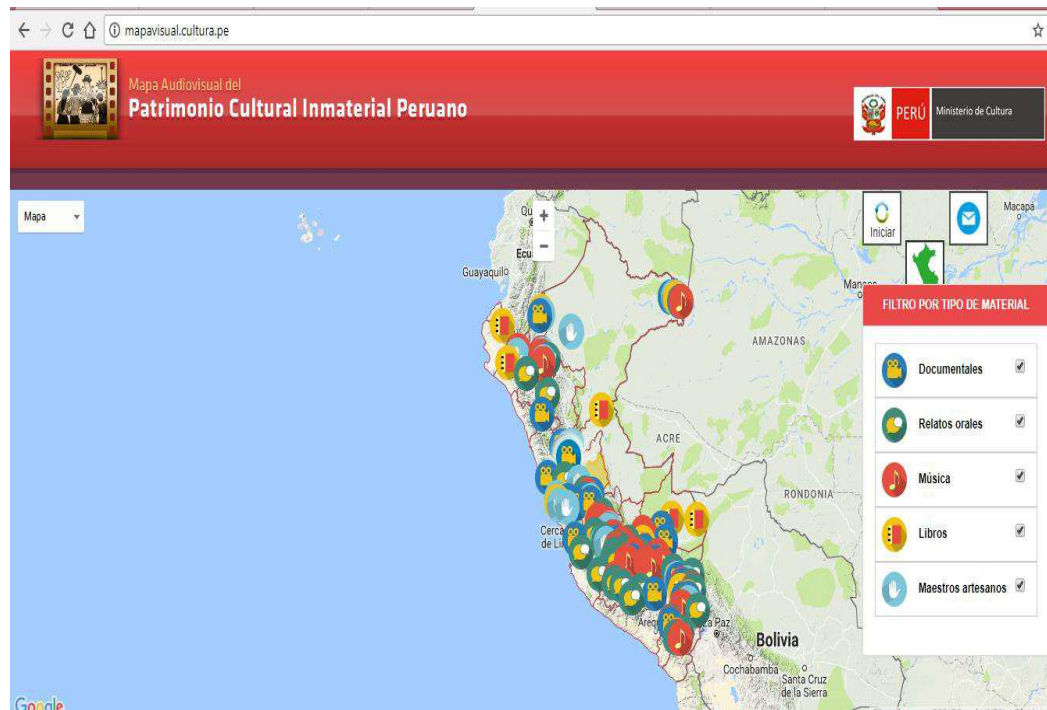 mapavisual.cultura.pe
Mapa Audiovisual del
Patrimonio Cultural Inmaterial Peruano
PERÚ
Ministerio de Cultura
Mapa
Iniciar
Macapá
Guayaquil
AMAZONAS
ACRE
RONDONIA
Bolivia
Cochabamba
Santa Cruz
de la Sierra
FILTRO POR TIPO DE MATERIAL
Documentales
Relatos orales
Música
Libros
Maestros artesanos
Google